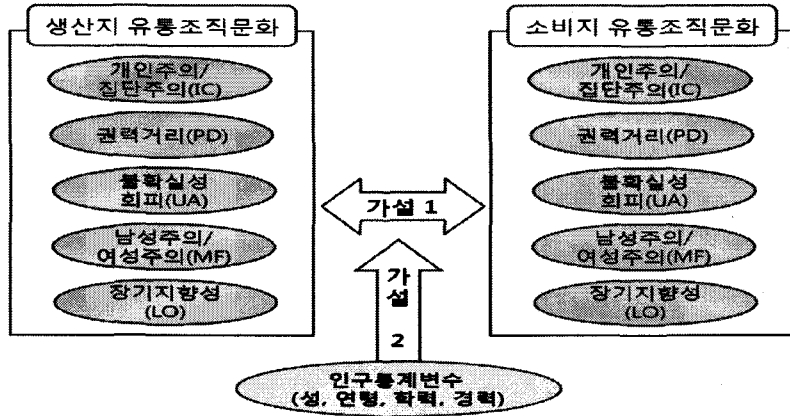 생산지 유통조직문화
개인주의/
집단주의(IC)
권력거리(PD)
불확실성
회피(UA)
남성주의/
여성주의(MF)
장기지향성
(LO)
가설 1
가
설
2
소비지 유통조직문화
개인주의/
집단주의(IC)
권력거리(PD)
불확실성
회피(UA)
남성주의/
여성주의(MF)
장기지향성
(LO)
인구통계변수
(성, 연령, 학력, 경력)